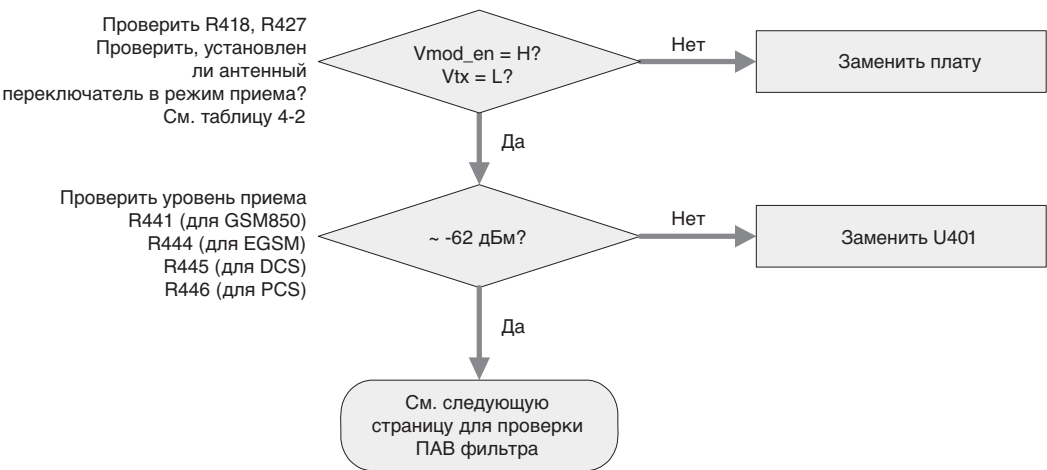 Проверить R418, R427
Проверить, установлен
ли антенный
переключатель в режим приема?
См. таблицу 4-2
Vmod_en = H?
Vtx = L?
Нет
Заменить плату
Да
Проверить уровень приема
R441 (для GSM850)
R444 (для EGSM)
R445 (для DCS)
R446 (для PCS)
~ -62 дБм?
Нет
Заменить U401
Да
См. следующую
страницу для проверки
ПАВ фильтра